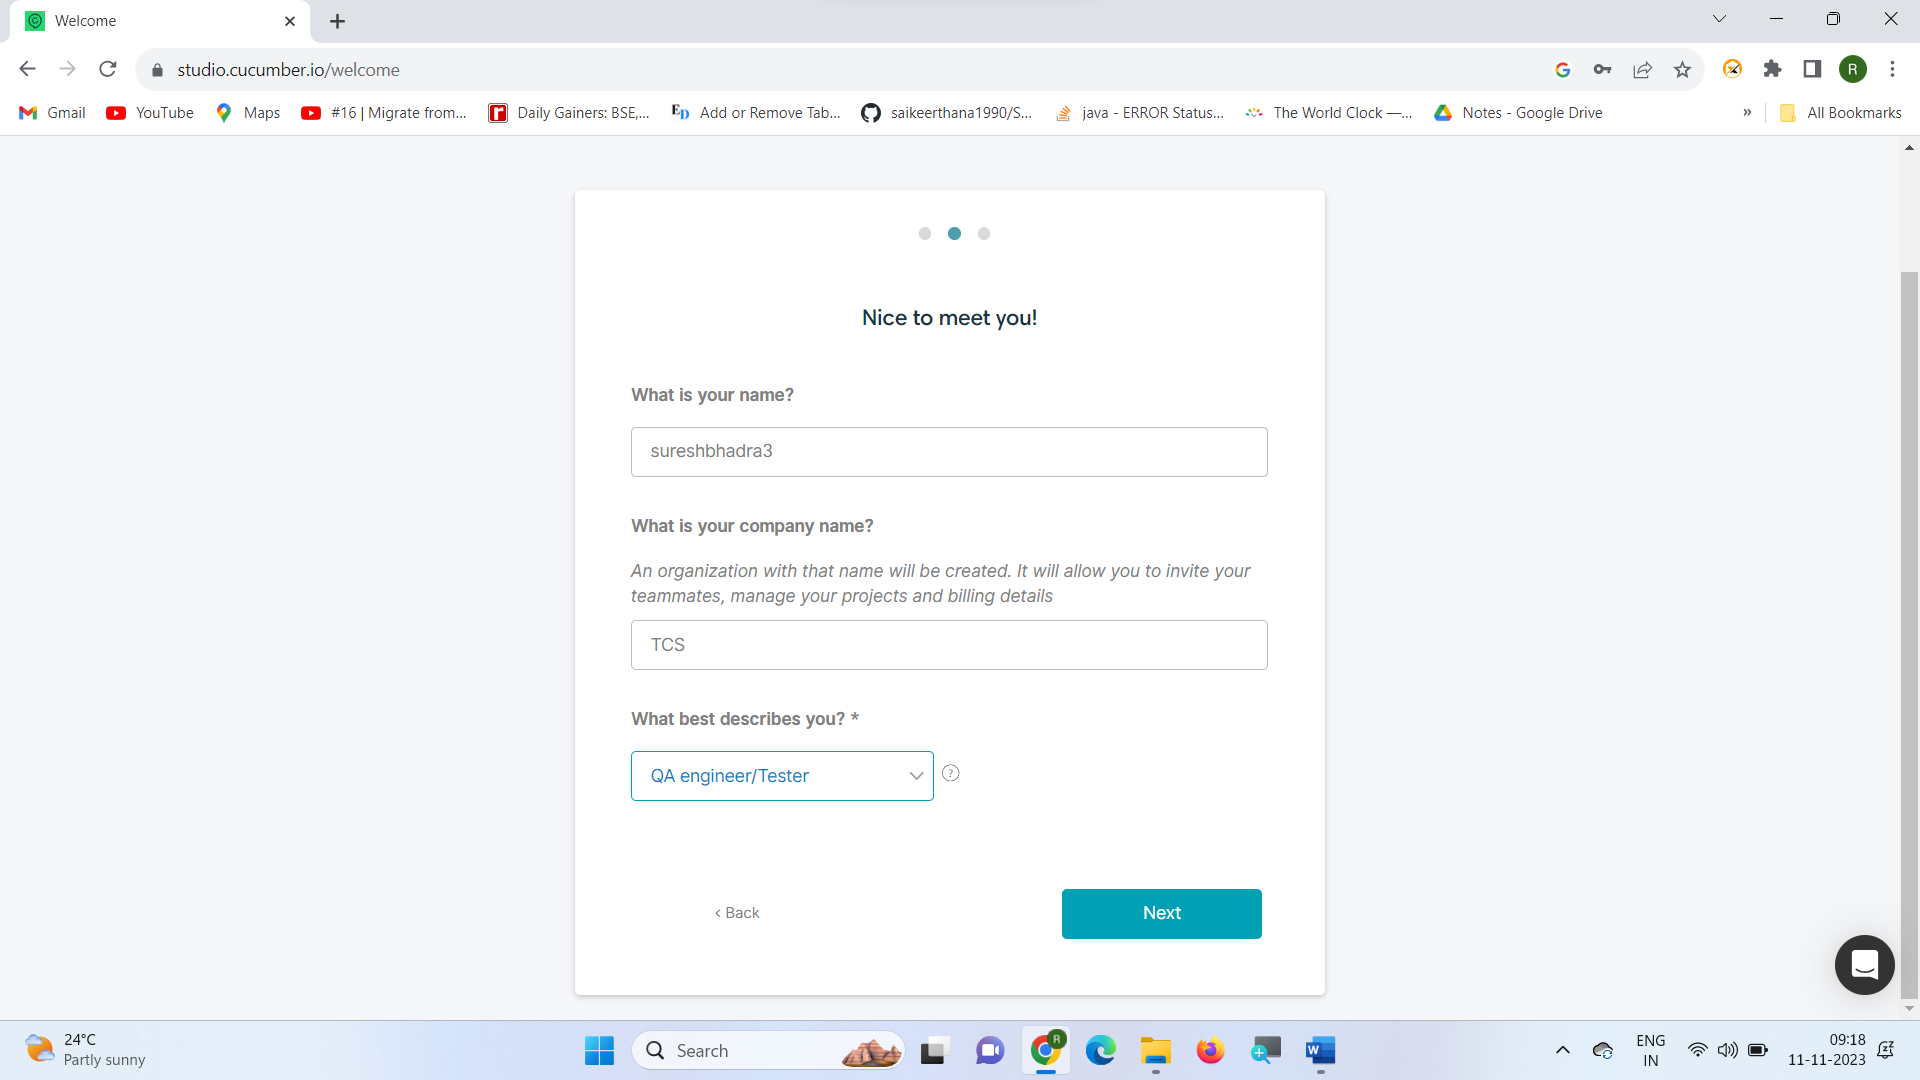 Welcome
studio.cucumber.io/welcome
R
Gmail
YouTube
Maps
#16 | Migrate from...
Daily Gainers: BSE,...
Add or Remove Tab...
saikeerthana1990/S...
java - ERROR Status...
The World Clock —...
Notes - Google Drive
»
All Bookmarks
Nice to meet you!
What is your name?
sureshbhadra3
What is your company name?
An organization with that name will be created. It will allow you to invite your
teammates, manage your projects and billing details
TCS
What best describes you? *
QA engineer/Tester
?
< Back
Next
24°C
Partly sunny
Search
R
W
ENG
IN
09:18
11-11-2023